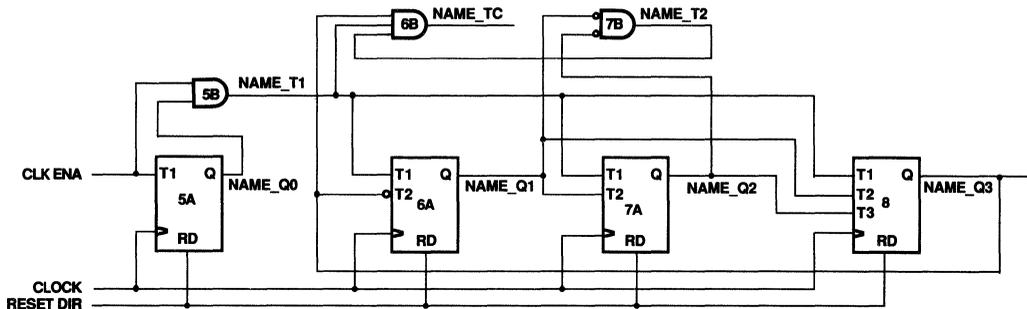 6B
NAME_TC
7B
NAME_T2
5B
NAME_T1
CLK ENA
T1
Q
5A
RD
NAME_Q0
T1
Q
T2
6A
RD
NAME_Q1
T1
Q
T2
7A
RD
NAME_Q2
T1
Q
T2
8
T3
RD
NAME_Q3
CLOCK
RESET DIR